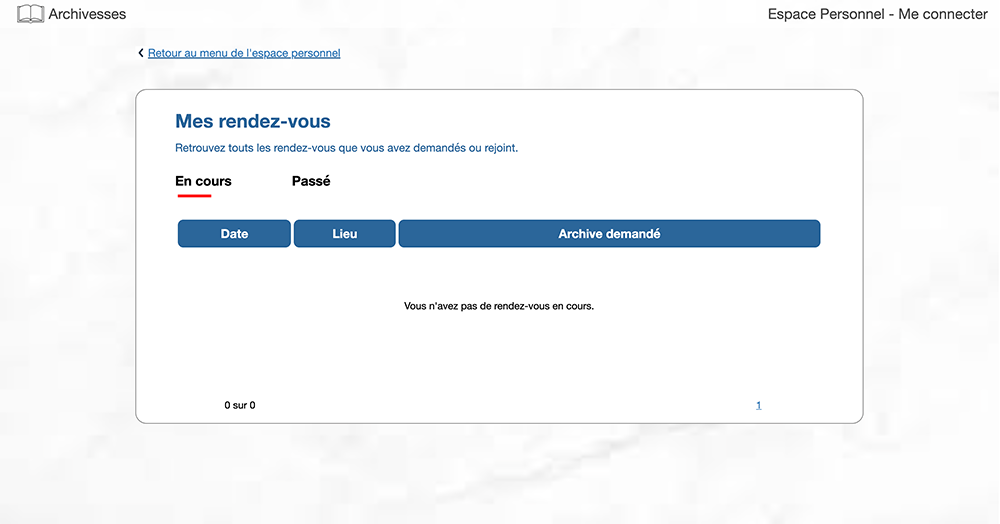 Archivesses
Espace Personnel - Me connecter
Retour au menu de l'espace personnel
Mes rendez-vous
Retrouvez touts les rendez-vous que vous avez demandés ou rejoint.
En cours Passé
Date Lieu Archive demandé
Vous n'avez pas de rendez-vous en cours.
0 sur 0 1